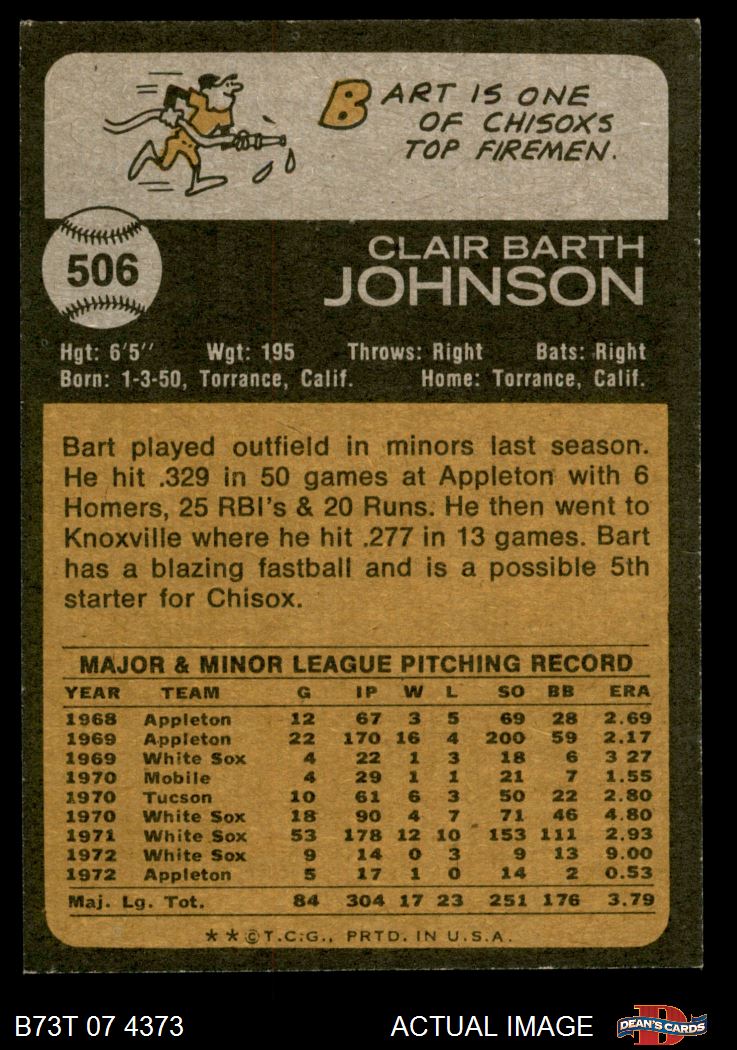 BART IS ONE
OF CHISOXS
TOP FIREMEN.
506
CLAIR BARTH
JOHNSON
Hgt: 6'5'' Wgt: 195 Throws: Right Bats: Right
Born: 1-3-50, Torrance, Calif. Home: Torrance, Calif.
Bart played outfield in minors last season.
He hit .329 in 50 games at Appleton with 6
Homers, 25 RBI's & 20 Runs. He then went to
Knoxville where he hit .277 in 13 games. Bart
has a blazing fastball and is a possible 5th
starter for Chisox.
MAJOR & MINOR LEAGUE PITCHING RECORD
YEAR TEAM G IP W L SO BB ERA
1968 Appleton 12 67 3 5 69 28 2.69
1969 Appleton 22 170 16 4 200 59 2.17
1969 White Sox 4 22 1 3 18 6 3 27
1970 Mobile 4 29 1 1 21 7 1.55
1970 Tucson 10 61 6 3 50 22 2.80
1970 White Sox 18 90 4 7 71 46 4.80
1971 White Sox 53 178 12 10 153 111 2.93
1972 White Sox 9 14 0 3 9 13 9.00
1972 Appleton 5 17 1 0 14 2 0.53
Maj. Lg. Tot. 84 304 17 23 251 176 3.79
* * © T.C.G., PRTD. IN U.S.A.
B73T 07 4373 ACTUAL IMAGE D DEAN'S CARDS